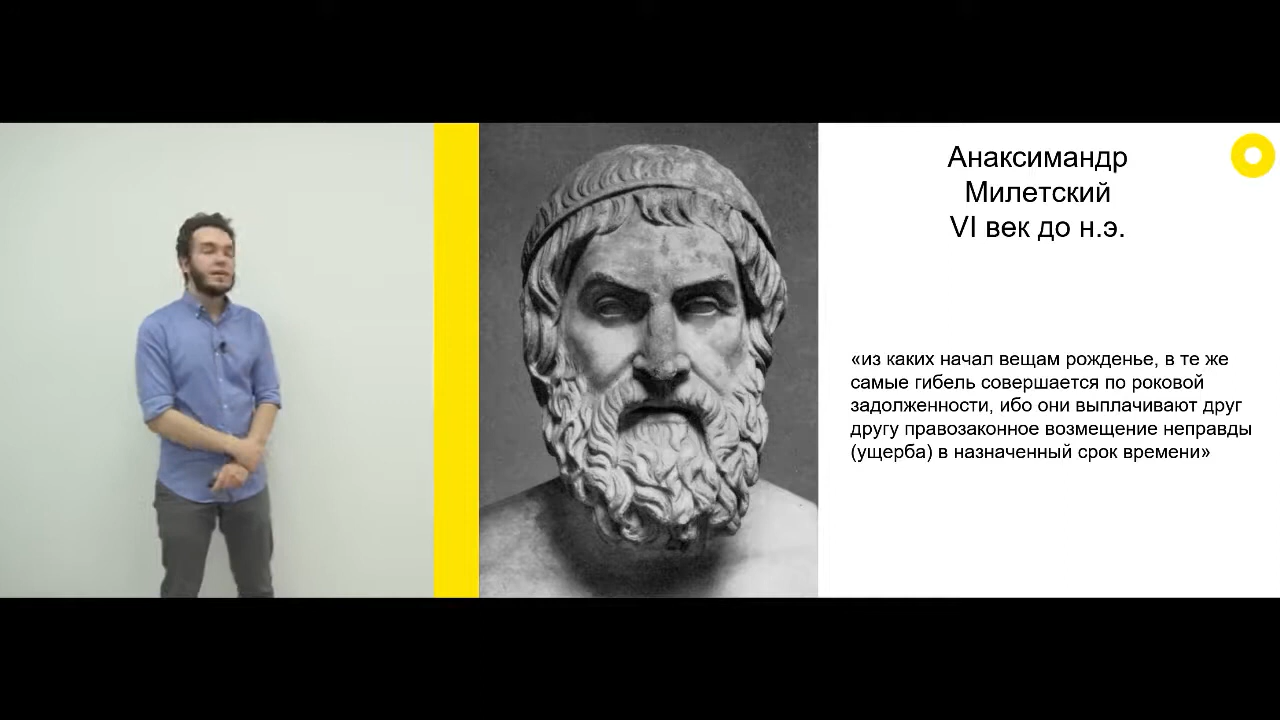 Анаксимандр
Милетский
VI век до н.э.
«из каких начал вещам рожденье, в те же
самые гибель совершается по роковой
задолженности, ибо они выплачивают друг
другу правозаконное возмещение неправды
(ущерба) в назначенный срок времени»